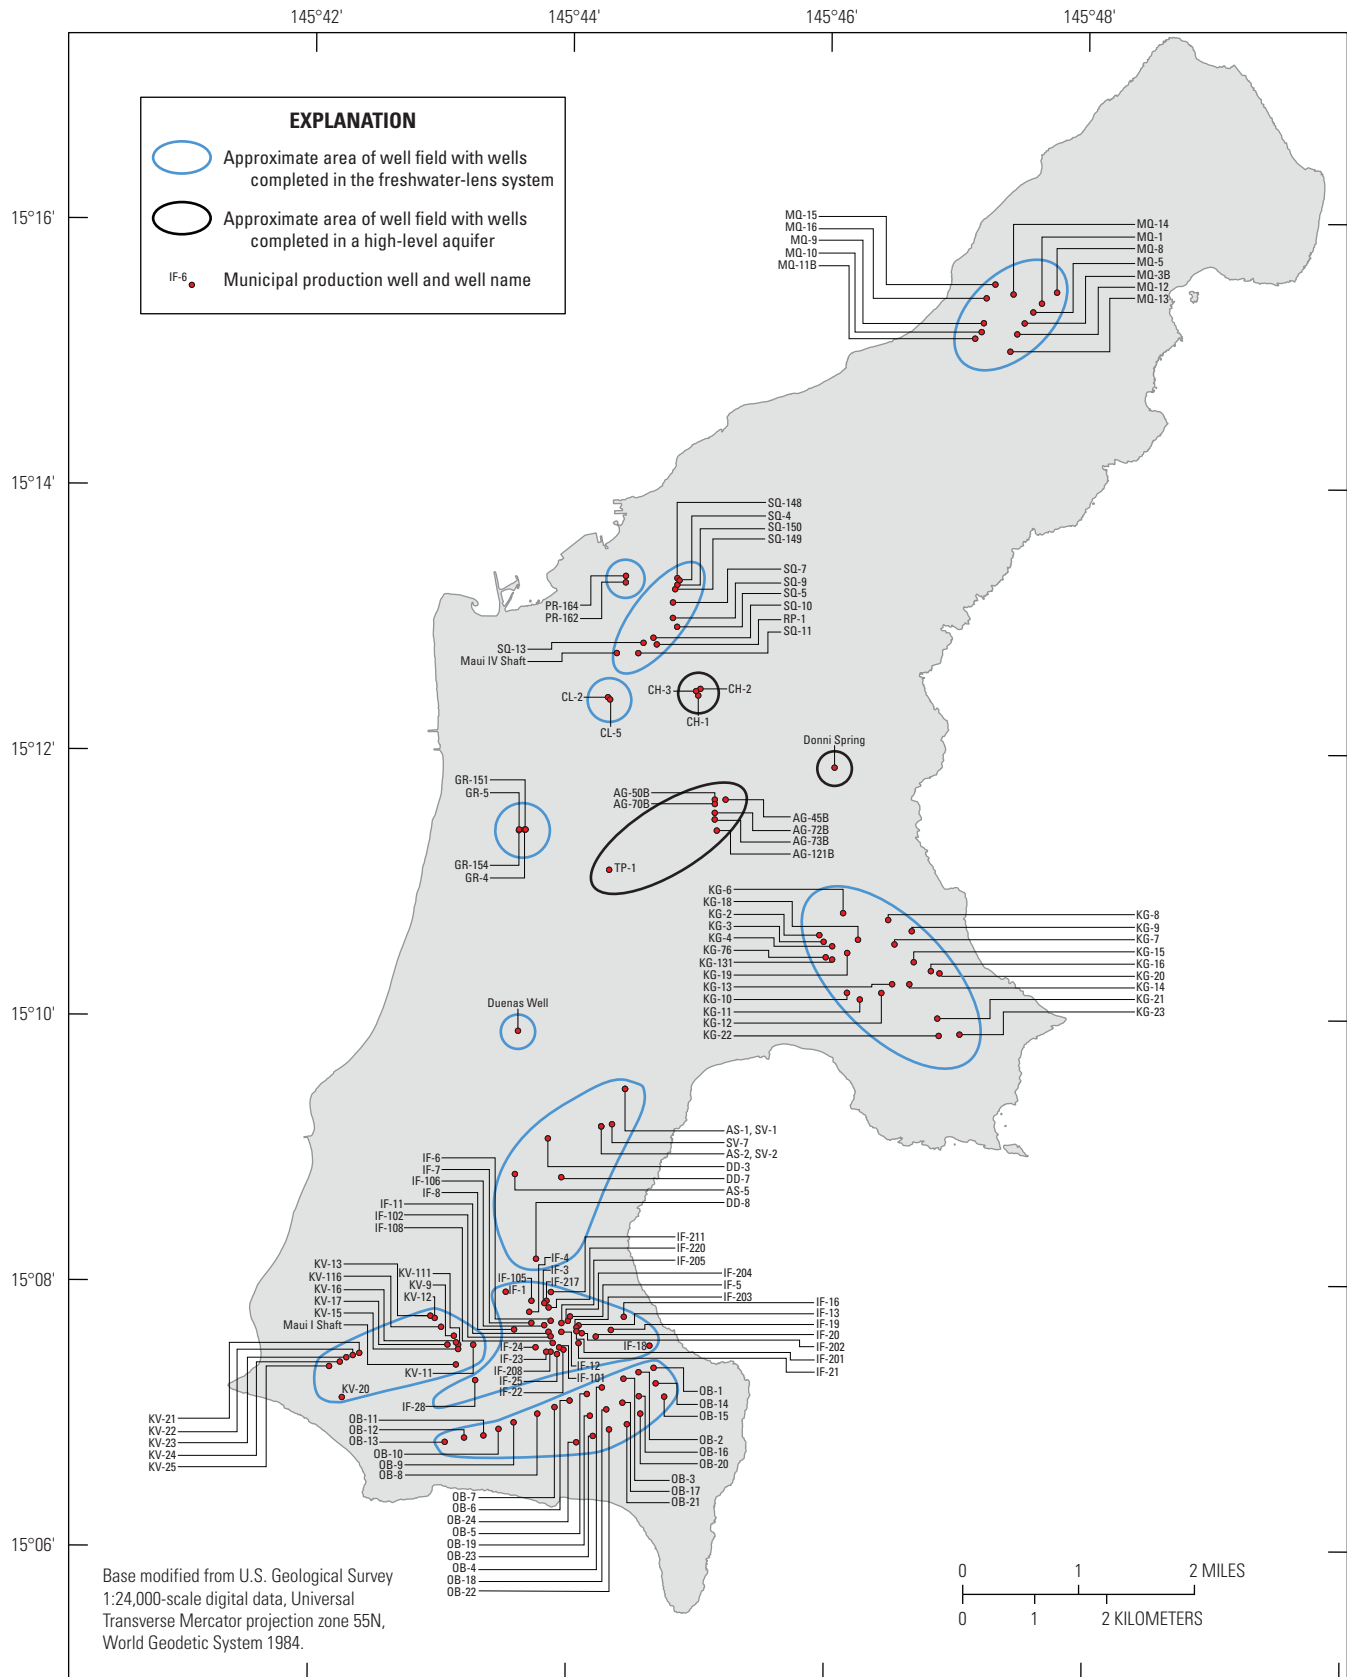 145°42'
145°44'
145°46'
145°48'
EXPLANATION
Approximate area of well field with wells
completed in the freshwater-lens system
Approximate area of well field with wells
completed in a high-level aquifer
IF-6
Municipal production well and well name
15°16'
15°14'
15°12'
15°10'
15°08'
15°06'
MQ-15
MQ-16
MQ-9
MQ-10
MQ-11B
MQ-14
MQ-1
MQ-8
MQ-5
MQ-3B
MQ-12
MQ-13
SQ-148
SQ-4
SQ-150
SQ-149
SQ-7
SQ-9
SQ-5
SQ-10
RP-1
SQ-11
PR-164
PR-162
SQ-13
Maui IV Shaft
CL-2
CL-5
CH-3
CH-2
CH-1
Donni Spring
GR-151
GR-5
GR-154
GR-4
AG-50B
AG-70B
AG-45B
AG-72B
AG-73B
AG-121B
TP-1
KG-6
KG-18
KG-2
KG-3
KG-4
KG-76
KG-131
KG-19
KG-13
KG-10
KG-11
KG-12
KG-22
KG-8
KG-9
KG-7
KG-15
KG-16
KG-20
KG-14
KG-21
KG-23
Duenas Well
AS-1, SV-1
SV-7
AS-2, SV-2
DD-3
DD-7
AS-5
DD-8
IF-6
IF-7
IF-106
IF-8
IF-11
IF-102
IF-108
IF-211
IF-220
IF-205
IF-204
IF-5
IF-203
IF-4
IF-3
IF-217
IF-105
IF-1
IF-16
IF-13
IF-19
IF-20
IF-202
IF-201
IF-21
IF-18
IF-24
IF-23
IF-208
IF-25
IF-22
IF-12
IF-101
IF-28
KV-13
KV-116
KV-16
KV-17
KV-15
Maui I Shaft
KV-111
KV-9
KV-12
KV-11
KV-20
KV-21
KV-22
KV-23
KV-24
KV-25
OB-11
OB-12
OB-13
OB-10
OB-9
OB-8
OB-7
OB-6
OB-24
OB-5
OB-19
OB-23
OB-4
OB-18
OB-22
OB-1
OB-14
OB-15
OB-2
OB-16
OB-20
OB-3
OB-17
OB-21
Base modified from U.S. Geological Survey
1:24,000-scale digital data, Universal
Transverse Mercator projection zone 55N,
World Geodetic System 1984.
0 1 2 MILES
0 1 2 KILOMETERS